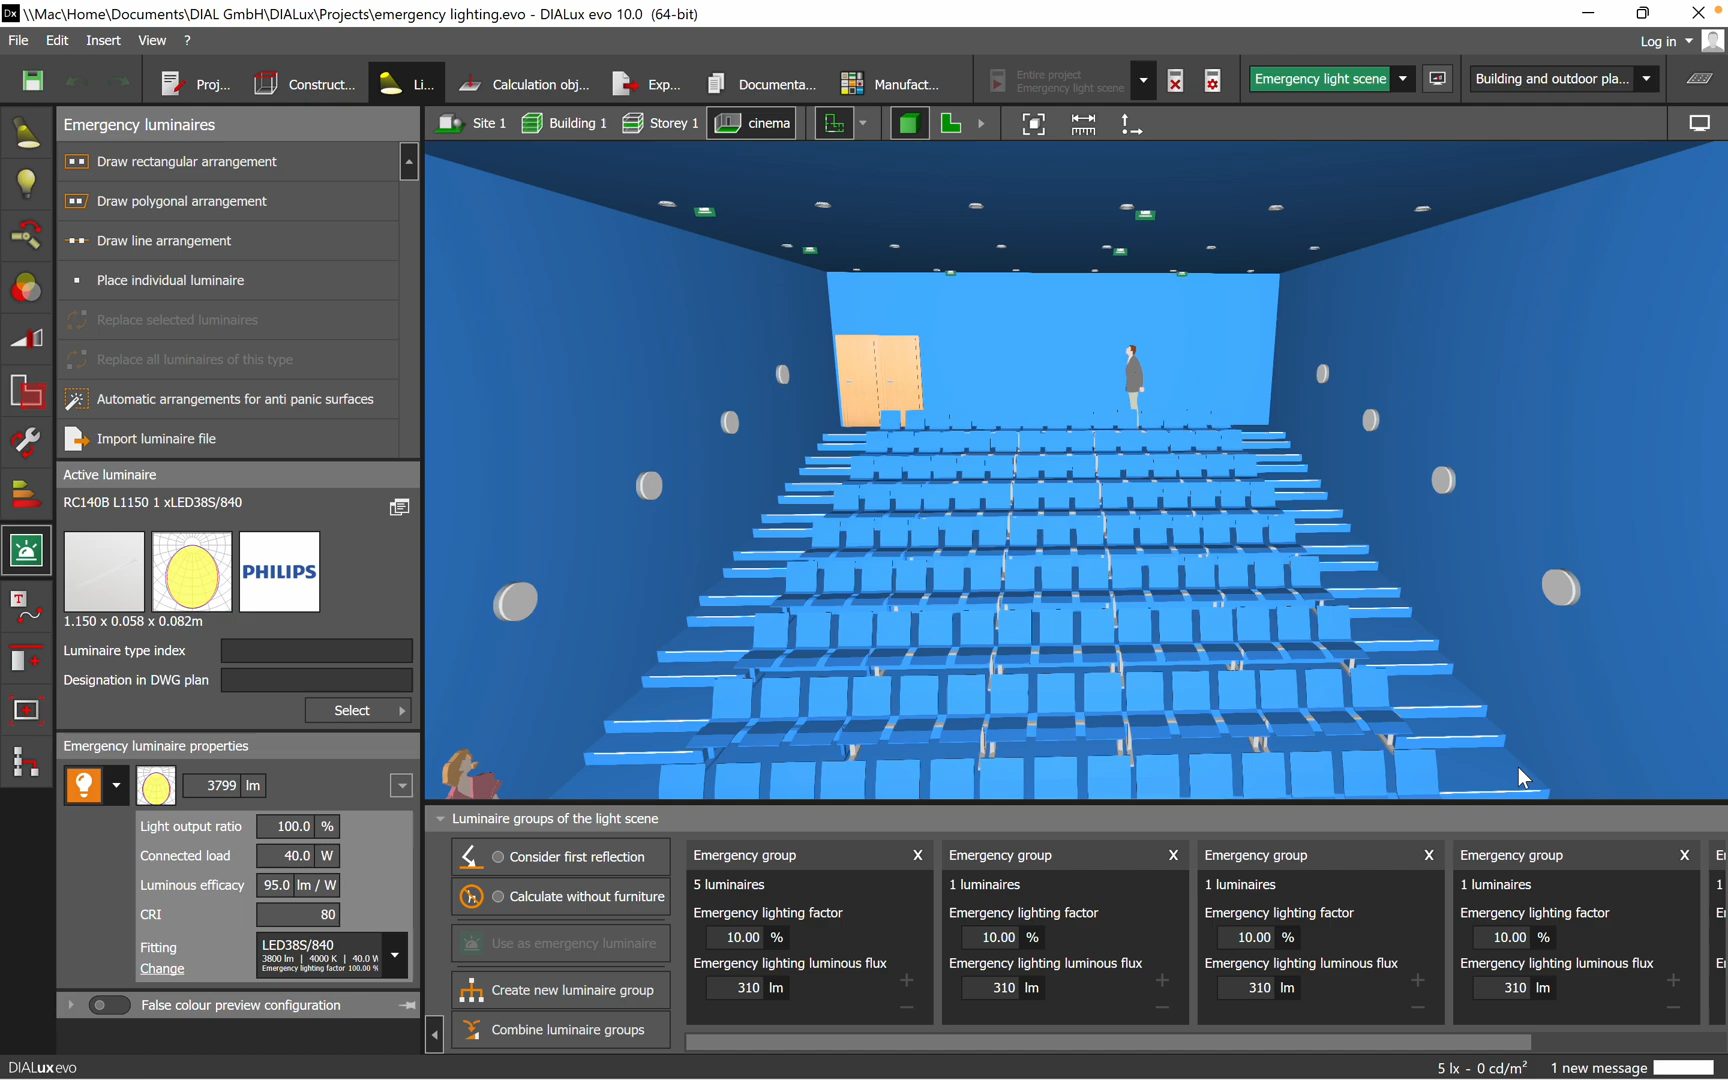 Dx \\Mac\Home\Documents\DIAL GmbH\DIALux\Projects\emergency lighting.evo - DIALux evo 10.0 (64-bit)
File Edit Insert View ?
Log in
Proj...
Construct...
Li...
Calculation obj...
Exp...
Documenta...
Manufact...
Entire project
Emergency light scene
Emergency light scene
Building and outdoor pla...
Emergency luminaires
Site 1
Building 1
Storey 1
cinema
Draw rectangular arrangement
Draw polygonal arrangement
Draw line arrangement
Place individual luminaire
Replace selected luminaires
Replace all luminaires of this type
Automatic arrangements for anti panic surfaces
Import luminaire file
Active luminaire
RC140B L1150 1 xLED38S/840
PHILIPS
1.150 x 0.058 x 0.082m
Luminaire type index
Designation in DWG plan
Select
Emergency luminaire properties
3799 lm
Light output ratio 100.0 %
Connected load 40.0 W
Luminous efficacy 95.0 lm / W
CRI 80
Fitting
Change
LED38S/840
3800 lm | 4000 K | 40.0 W
Emergency lighting factor 100.00 %
False colour preview configuration
Luminaire groups of the light scene
Consider first reflection
Calculate without furniture
Use as emergency luminaire
Create new luminaire group
Combine luminaire groups
Emergency group X
5 luminaires
Emergency lighting factor
10.00 %
Emergency lighting luminous flux
310 lm
Emergency group X
1 luminaires
Emergency lighting factor
10.00 %
Emergency lighting luminous flux
310 lm
Emergency group X
1 luminaires
Emergency lighting factor
10.00 %
Emergency lighting luminous flux
310 lm
Emergency group X
1 luminaires
Emergency lighting factor
10.00 %
Emergency lighting luminous flux
310 lm
DIALux evo
5 lx - 0 cd/m²
1 new message